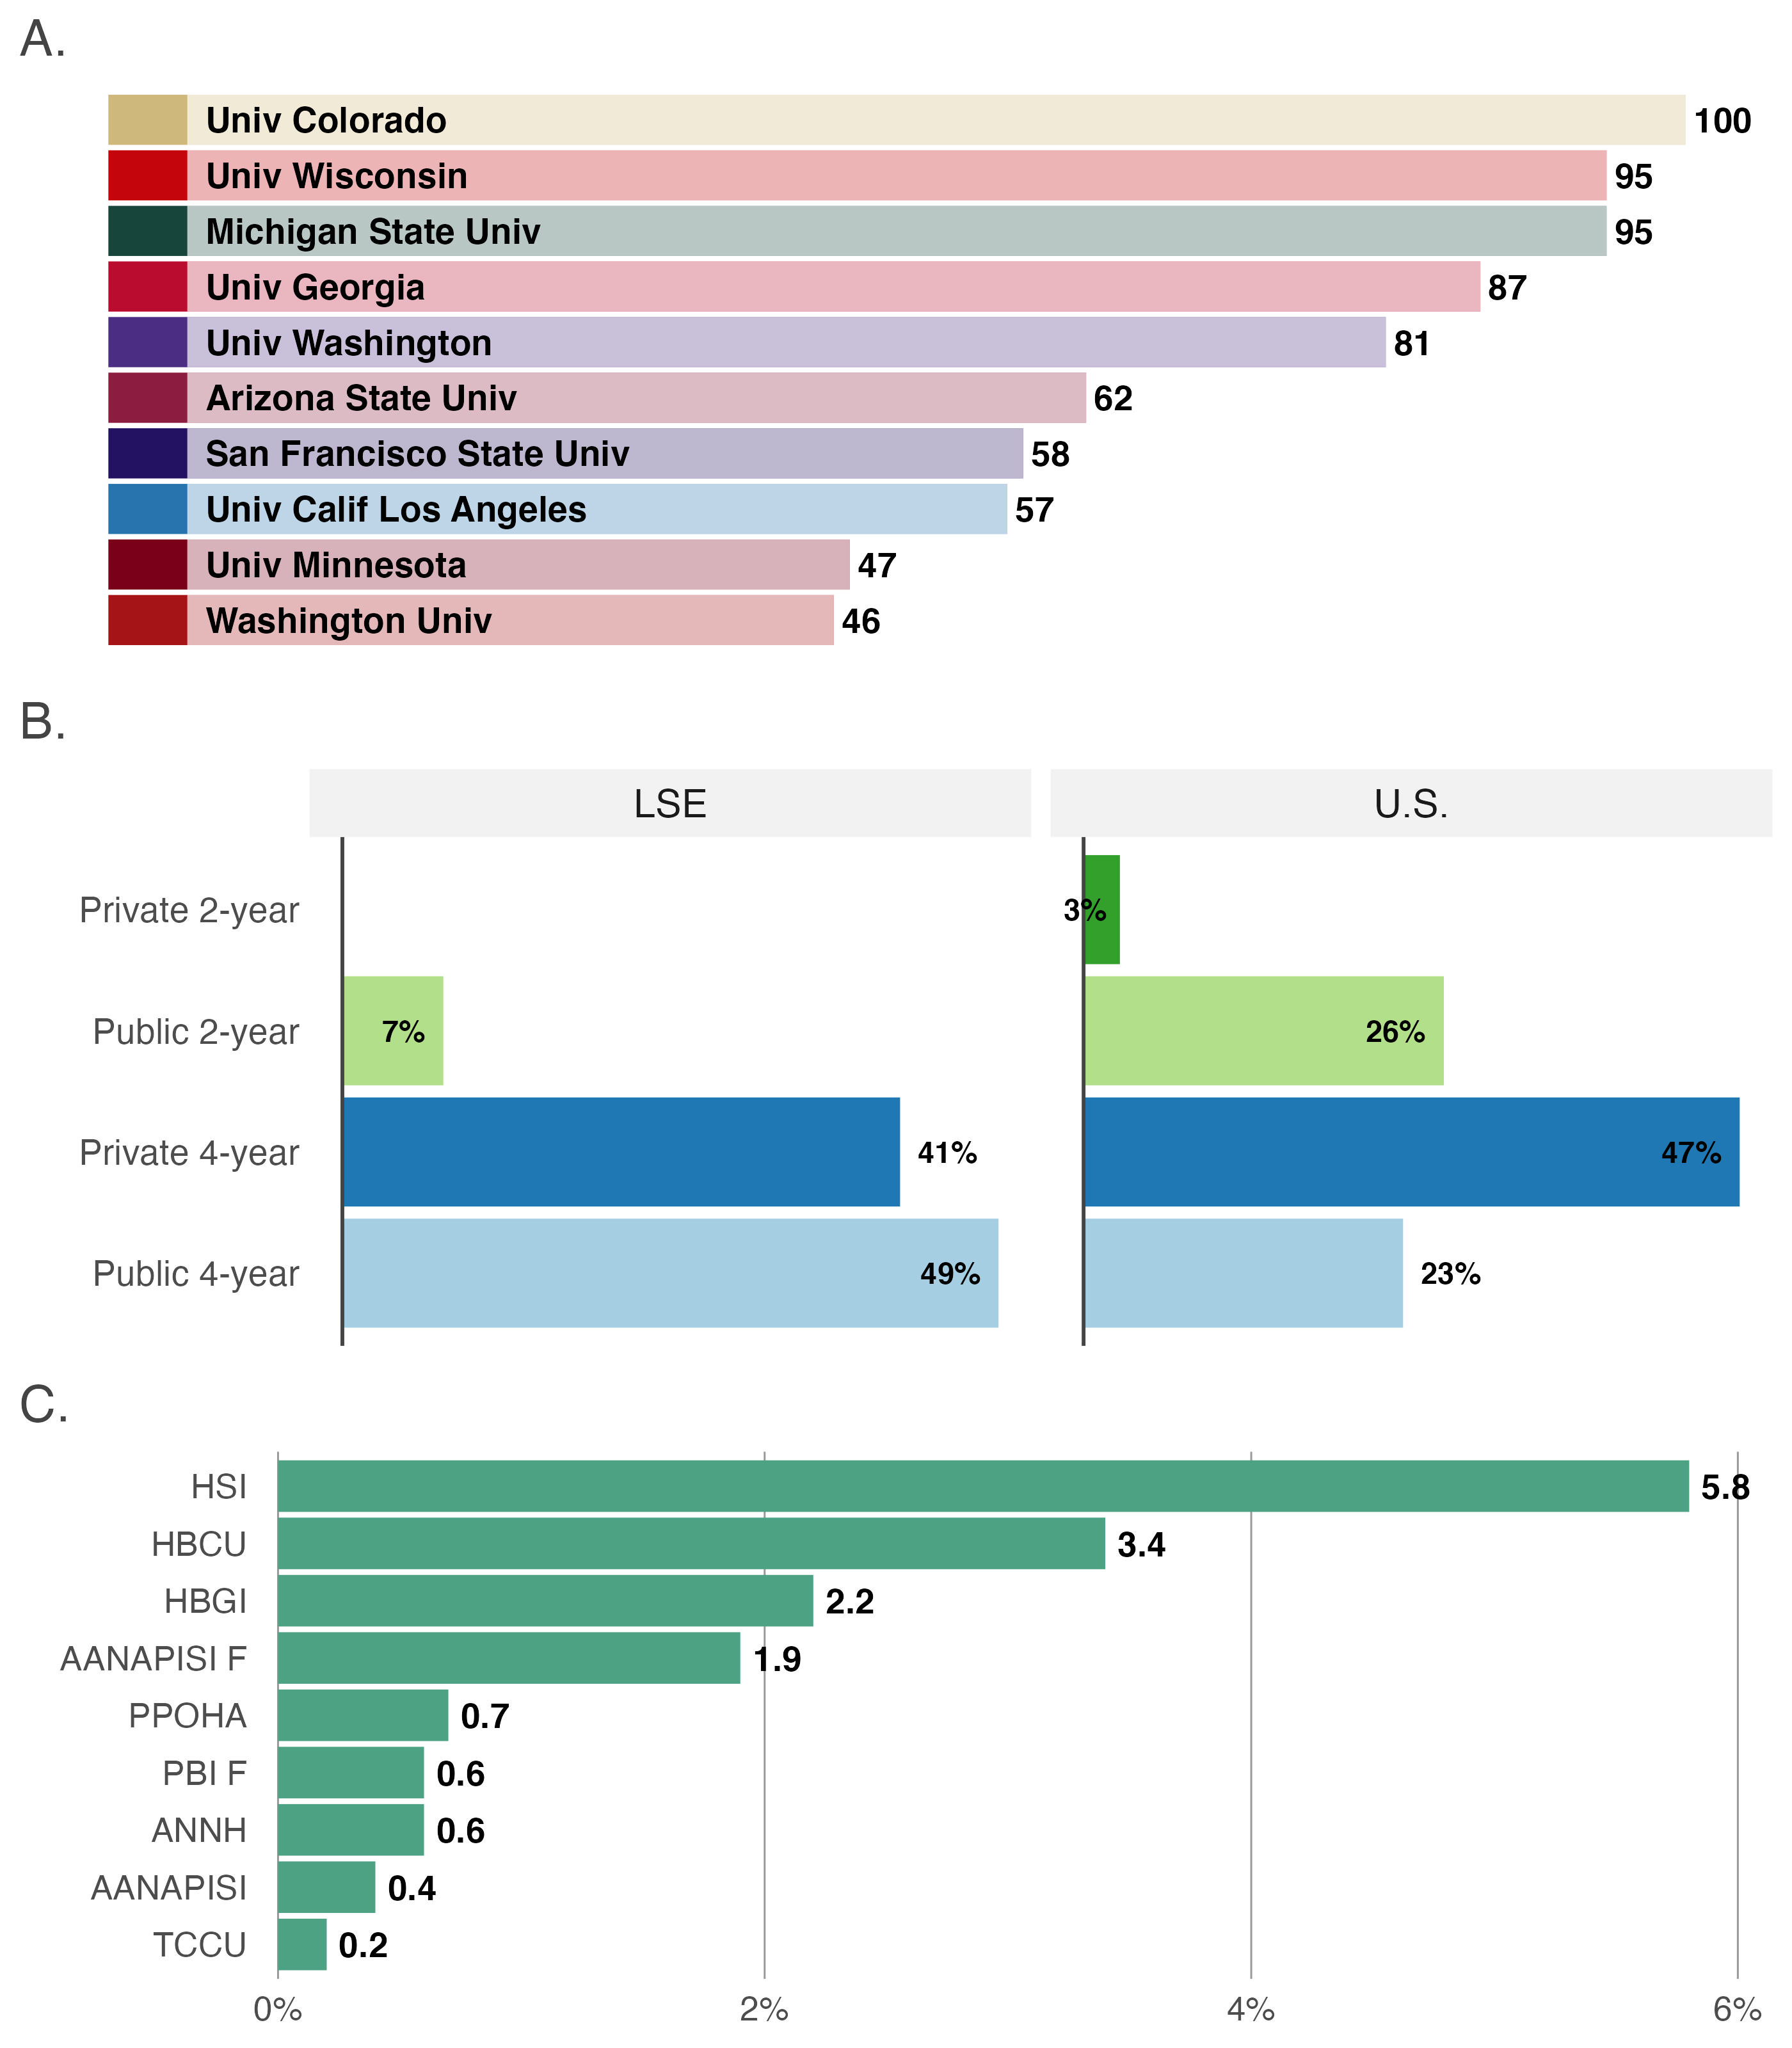 A.
Univ Colorado 100
Univ Wisconsin 95
Michigan State Univ 95
Univ Georgia 87
Univ Washington 81
Arizona State Univ 62
San Francisco State Univ 58
Univ Calif Los Angeles 57
Univ Minnesota 47
Washington Univ 46
B.
LSE U.S.
Private 2-year 3%
Public 2-year 7% 26%
Private 4-year 41% 47%
Public 4-year 49% 23%
C.
HSI 5.8
HBCU 3.4
HBGI 2.2
AANAPISI F 1.9
PPOHA 0.7
PBI F 0.6
ANNH 0.6
AANAPISI 0.4
TCCU 0.2
0% 2% 4% 6%